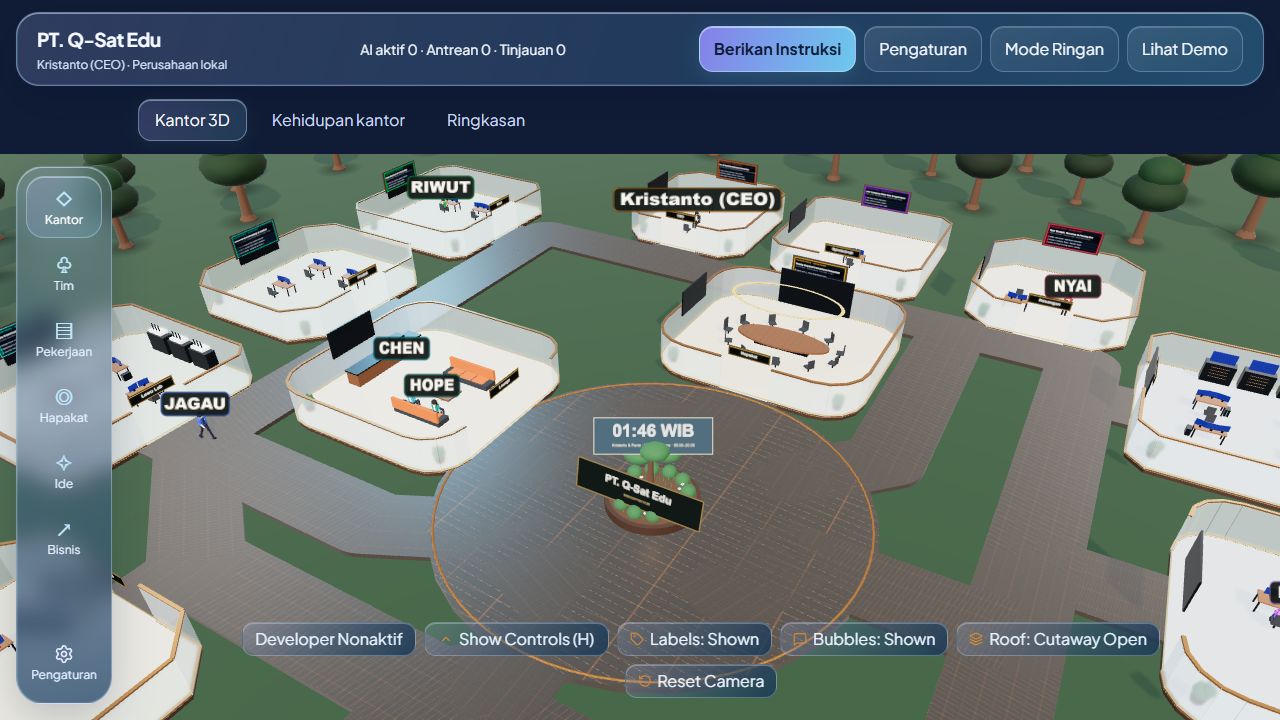 PT. Q-Sat Edu
Kristanto (CEO) · Perusahaan lokal
AI aktif 0 · Antrean 0 · Tinjauan 0
Berikan Instruksi
Pengaturan
Mode Ringan
Lihat Demo
Kantor 3D
Kehidupan kantor
Ringkasan
Kantor
Tim
Pekerjaan
Hapakat
Ide
Bisnis
Pengaturan
RIWUT
Kristanto (CEO)
NYAI
CHEN
HOPE
JAGAU
01:46 WIB
PT. Q-Sat Edu
Developer Nonaktif
Show Controls (H)
Labels: Shown
Bubbles: Shown
Roof: Cutaway Open
Reset Camera